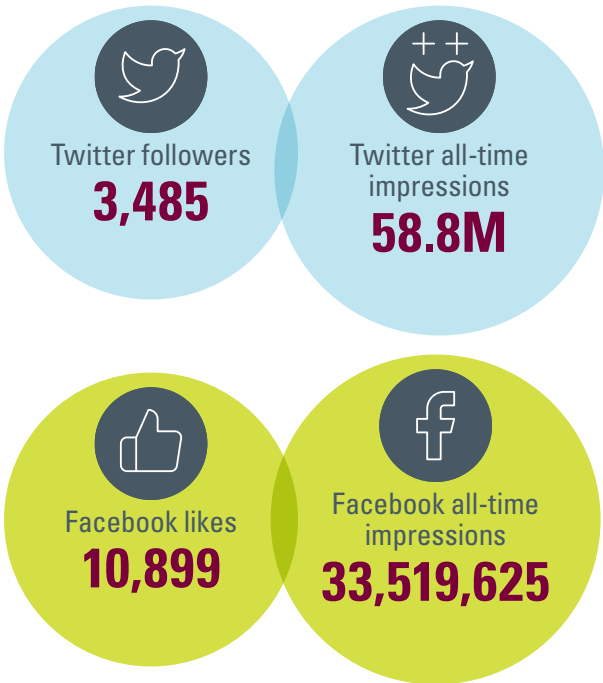 Twitter followers
3,485
Twitter all-time
impressions
58.8M
Facebook likes
10,899
Facebook all-time
impressions
33,519,625